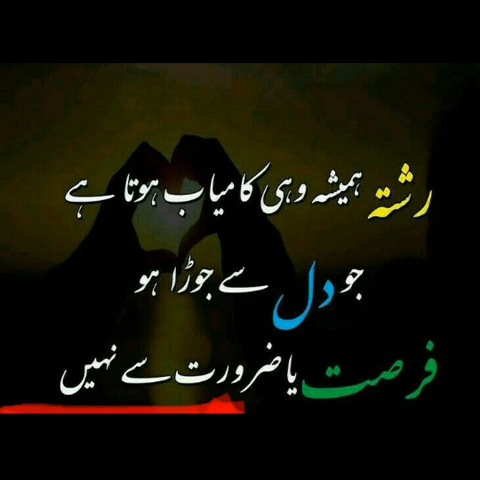 رشتہ ہمیشہ وہی کامیاب ہوتا ہے
جو دل سے جوڑا ہو
فرصت یا ضرورت سے نہیں